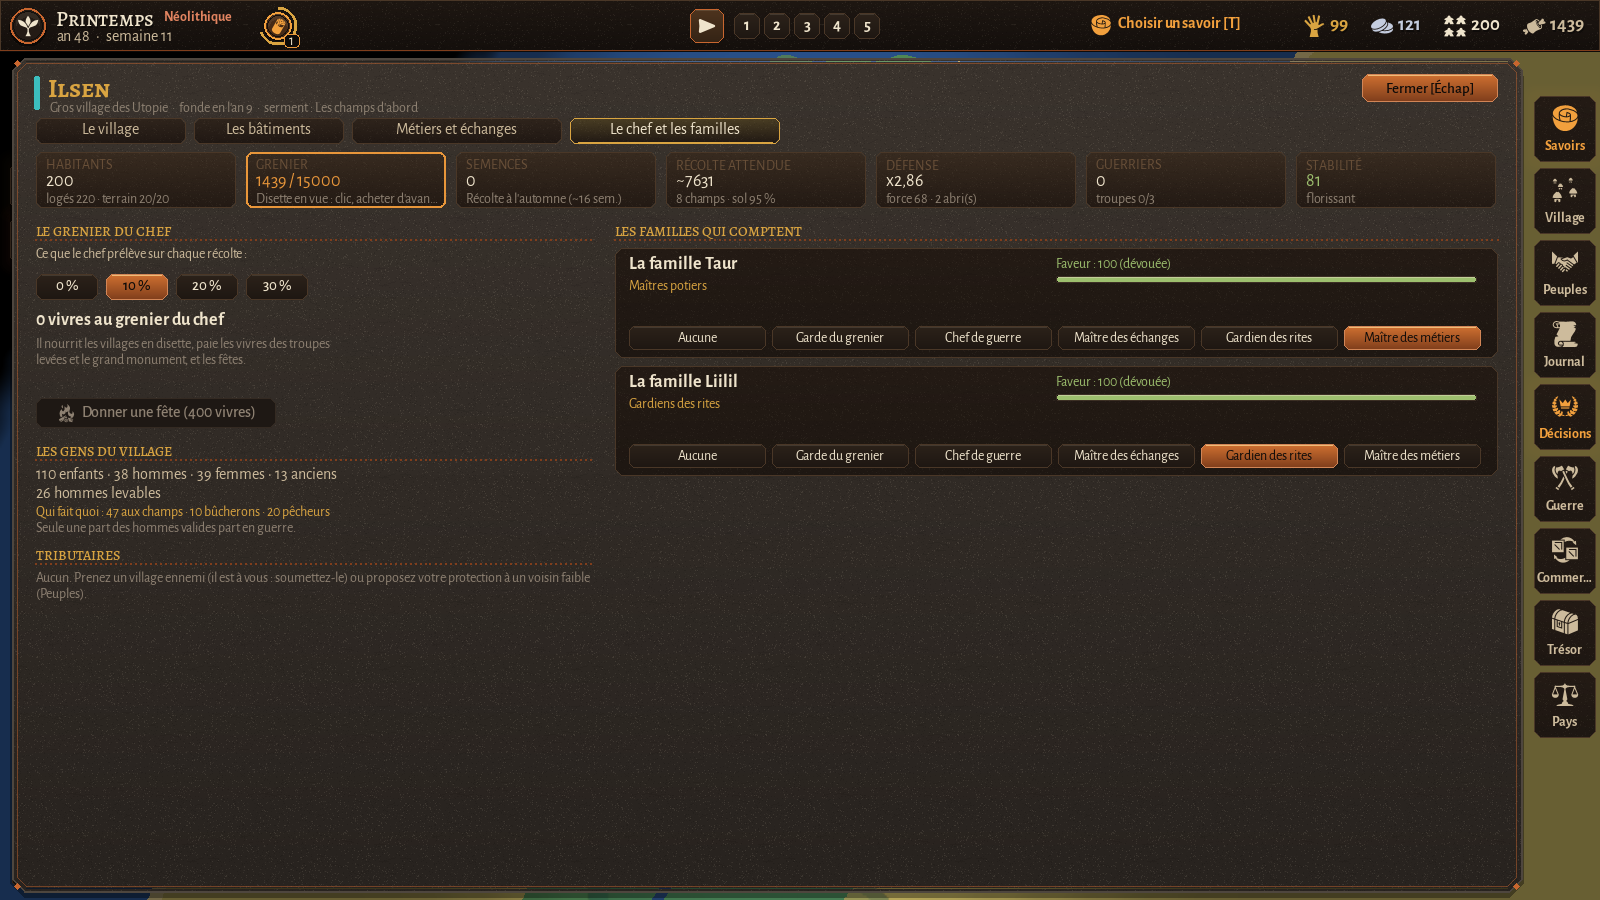 Printemps Néolithique
an 48 · semaine 11
1
1 2 3 4 5
Choisir un savoir [T]
99 121 200 1439
Ilsen
Gros village des Utopie · fonde en l'an 9 · serment : Les champs d'abord
Fermer [Échap]
Le village
Les bâtiments
Métiers et échanges
Le chef et les familles
HABITANTS
200
logés 220 · terrain 20/20
GRENIER
1439 / 15000
Disette en vue : clic, acheter d'avan...
SEMENCES
0
Récolte à l'automne (~16 sem.)
RÉCOLTE ATTENDUE
~7631
8 champs · sol 95 %
DÉFENSE
x2,86
force 68 · 2 abri(s)
GUERRIERS
0
troupes 0/3
STABILITÉ
81
florissant
LE GRENIER DU CHEF
Ce que le chef prélève sur chaque récolte :
0 % 10 % 20 % 30 %
0 vivres au grenier du chef
Il nourrit les villages en disette, paie les vivres des troupes
levées et le grand monument, et les fêtes.
Donner une fête (400 vivres)
LES GENS DU VILLAGE
110 enfants · 38 hommes · 39 femmes · 13 anciens
26 hommes levables
Qui fait quoi : 47 aux champs · 10 bûcherons · 20 pêcheurs
Seule une part des hommes valides part en guerre.
TRIBUTAIRES
Aucun. Prenez un village ennemi (il est à vous : soumettez-le) ou proposez votre protection à un voisin faible
(Peuples).
LES FAMILLES QUI COMPTENT
La famille Taur
Faveur : 100 (dévouée)
Maîtres potiers
Aucune
Garde du grenier
Chef de guerre
Maître des échanges
Gardien des rites
Maître des métiers
La famille Liilil
Faveur : 100 (dévouée)
Gardiens des rites
Aucune
Garde du grenier
Chef de guerre
Maître des échanges
Gardien des rites
Maître des métiers
Savoirs
Village
Peuples
Journal
Décisions
Guerre
Commer...
Trésor
Pays